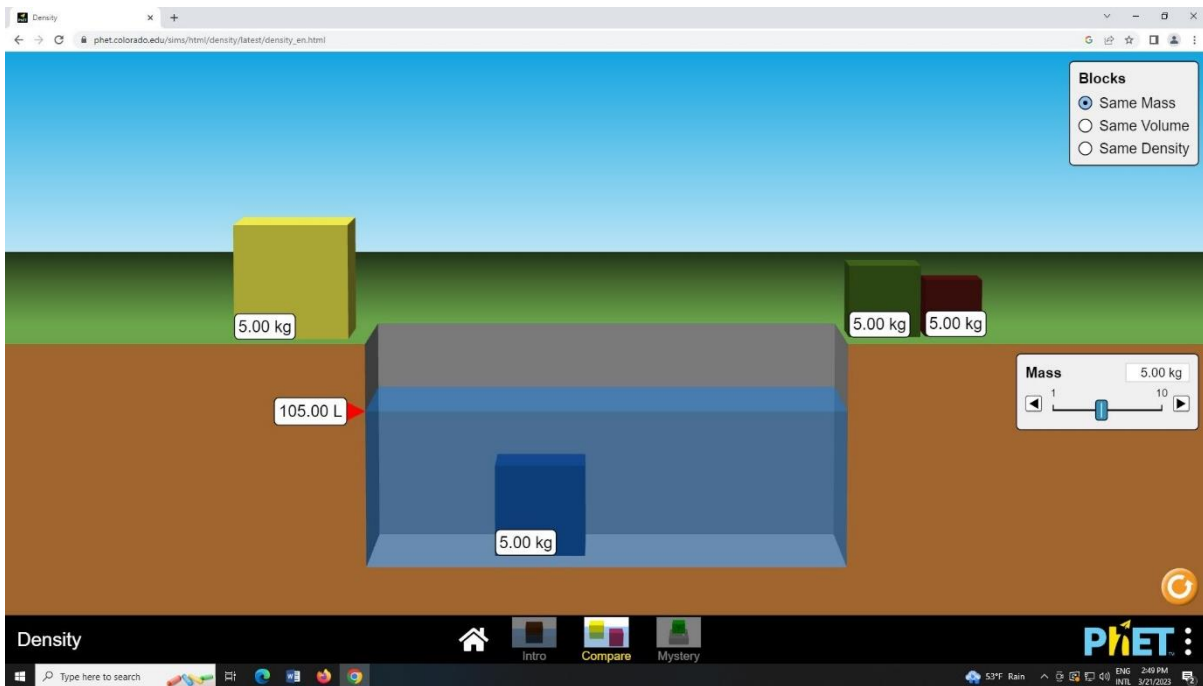 Density
phet.colorado.edu/sims/html/density/latest/density_en.html
Blocks
Same Mass
Same Volume
Same Density
5.00 kg
5.00 kg
5.00 kg
Mass
5.00 kg
1
10
105.00 L
5.00 kg
Density
Intro
Compare
Mystery
PhET
Type here to search
53°F Rain
ENG
INTL
2:49 PM
3/21/2023